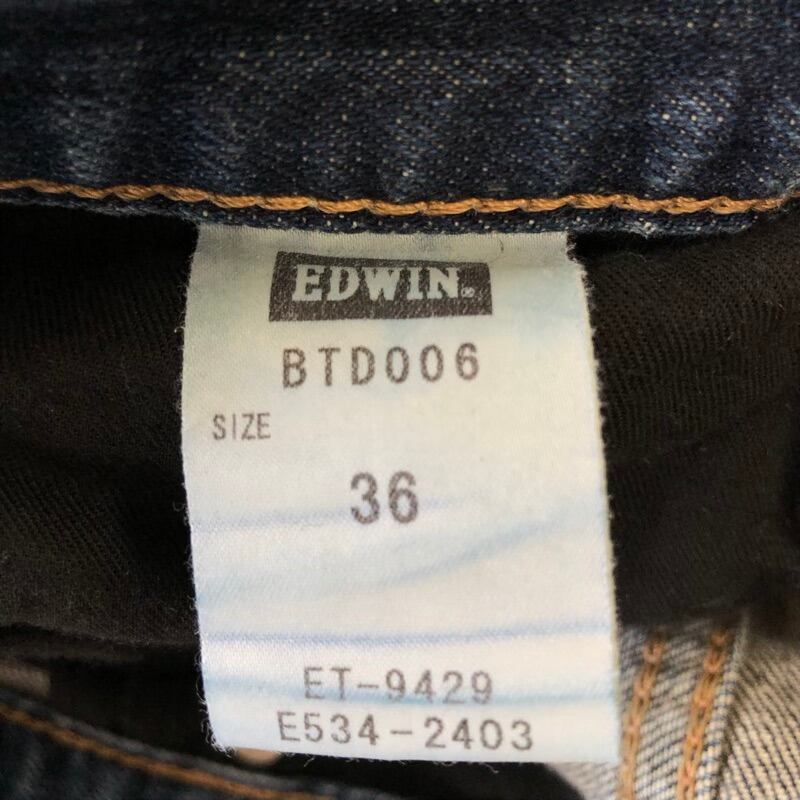 EDWIN
BTD006
SIZE
36
ET-9429
E534-2403